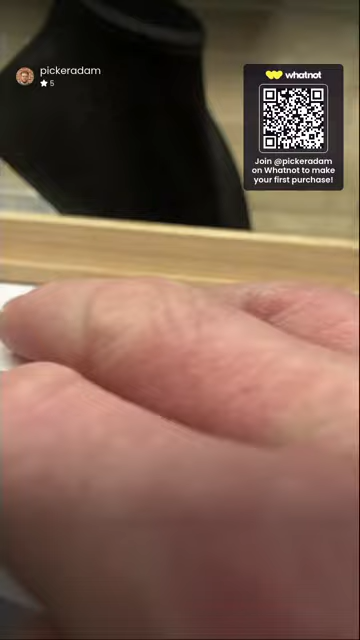 pickeradam
★ 5
whatnot
Join @pickeradam
on Whatnot to make
your first purchase!